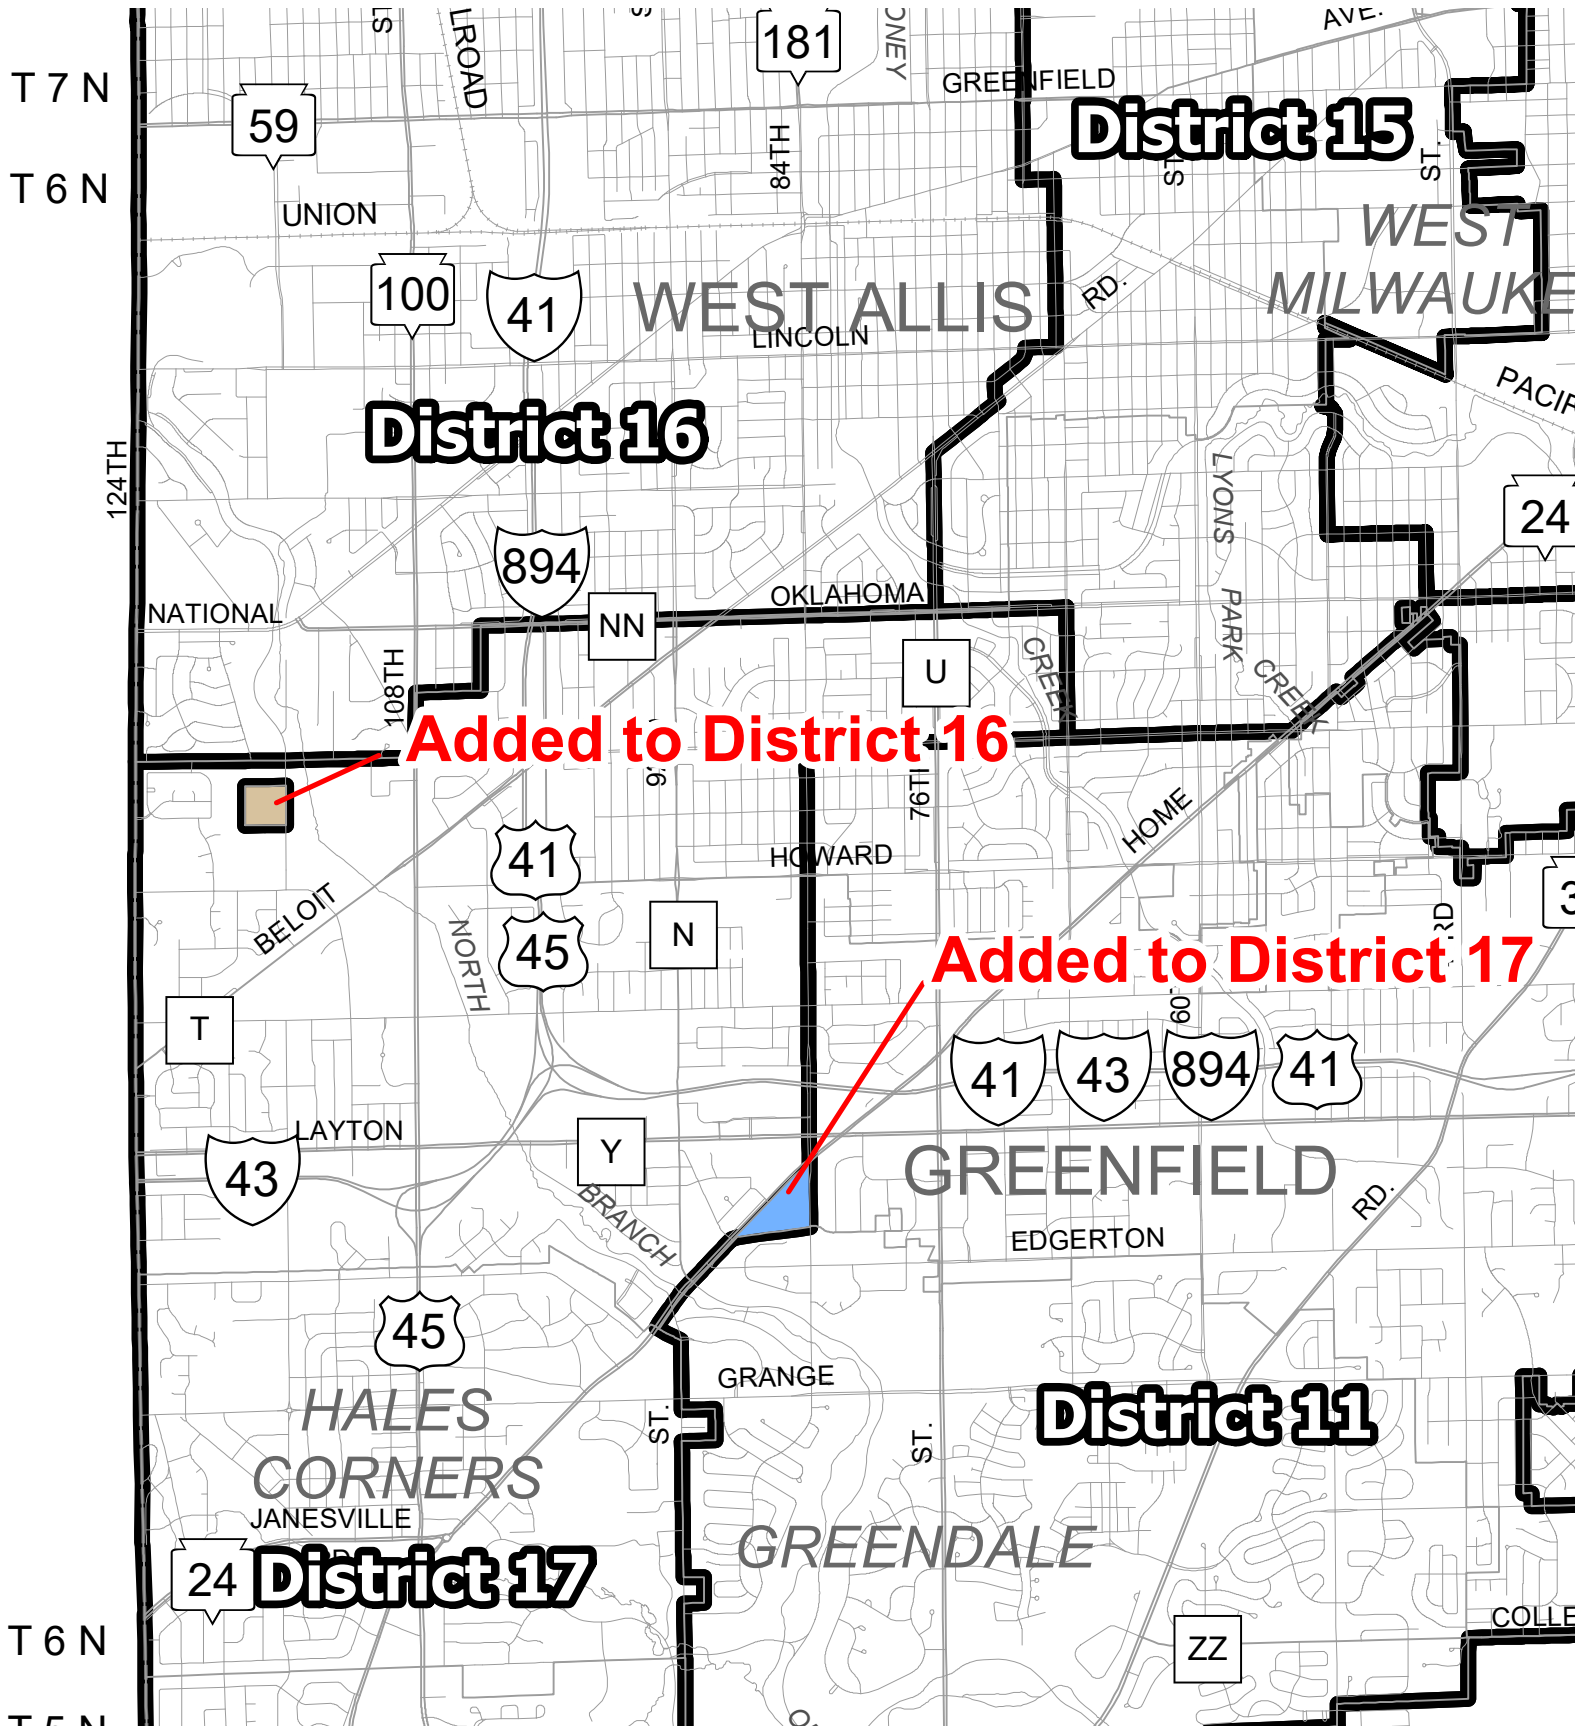 AVE.
LROAD
181
GREENFIELD
T 7 N
59
District 15
84TH
ST.
T 6 N
UNION
WEST
MILWAUKE
100
41
WEST ALLIS
RD.
LINCOLN
PACIF
District 16
124TH
LYONS
PARK
CREEK
24
894
OKLAHOMA
NATIONAL
NN
U
CREEK
108TH
Added to District 16
76TH
HOME
HOWARD
41
BELOIT
N
45
NORTH
Added to District 17
T
41
43
894
41
LAYTON
Y
43
GREENFIELD
BRANCH
RD.
EDGERTON
45
GRANGE
HALES
CORNERS
ST.
ST.
District 11
JANESVILLE
GREENDALE
24
District 17
COLLE
T 6 N
ZZ
T 5 N